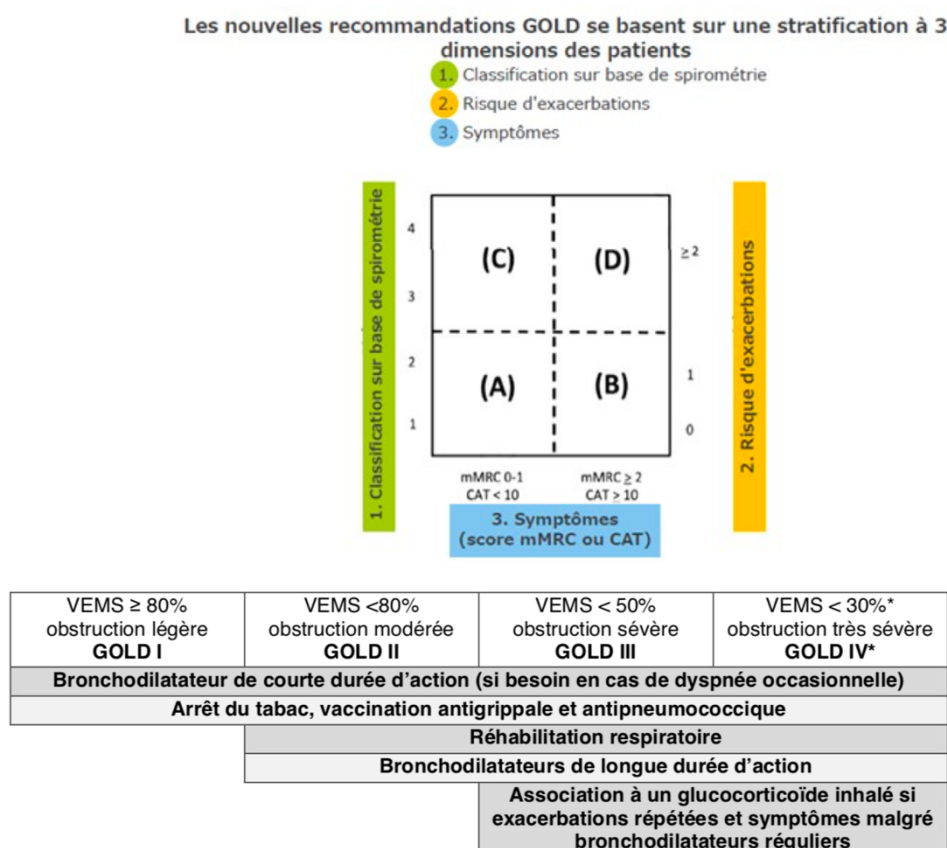 Les nouvelles recommandations GOLD se basent sur une stratification à 3
dimensions des patients
1. Classification sur base de spirométrie
2. Risque d'exacerbations
3. Symptômes
1. Classification sur base de spirométrie
4
3
2
1
(C)
(D)
(A)
(B)
≥ 2
1
0
2. Risque d'exacerbations
mMRC 0-1
CAT < 10
mMRC ≥ 2
CAT ≥ 10
3. Symptômes
(score mMRC ou CAT)
VEMS ≥ 80%
obstruction légère
GOLD I
VEMS <80%
obstruction modérée
GOLD II
VEMS < 50%
obstruction sévère
GOLD III
VEMS < 30%*
obstruction très sévère
GOLD IV*
Bronchodilatateur de courte durée d'action (si besoin en cas de dyspnée occasionnelle)
Arrêt du tabac, vaccination antigrippale et antipneumococcique
Réhabilitation respiratoire
Bronchodilatateurs de longue durée d'action
Association à un glucocorticoïde inhalé si
exacerbations répétées et symptômes malgré
bronchodilatateurs réguliers